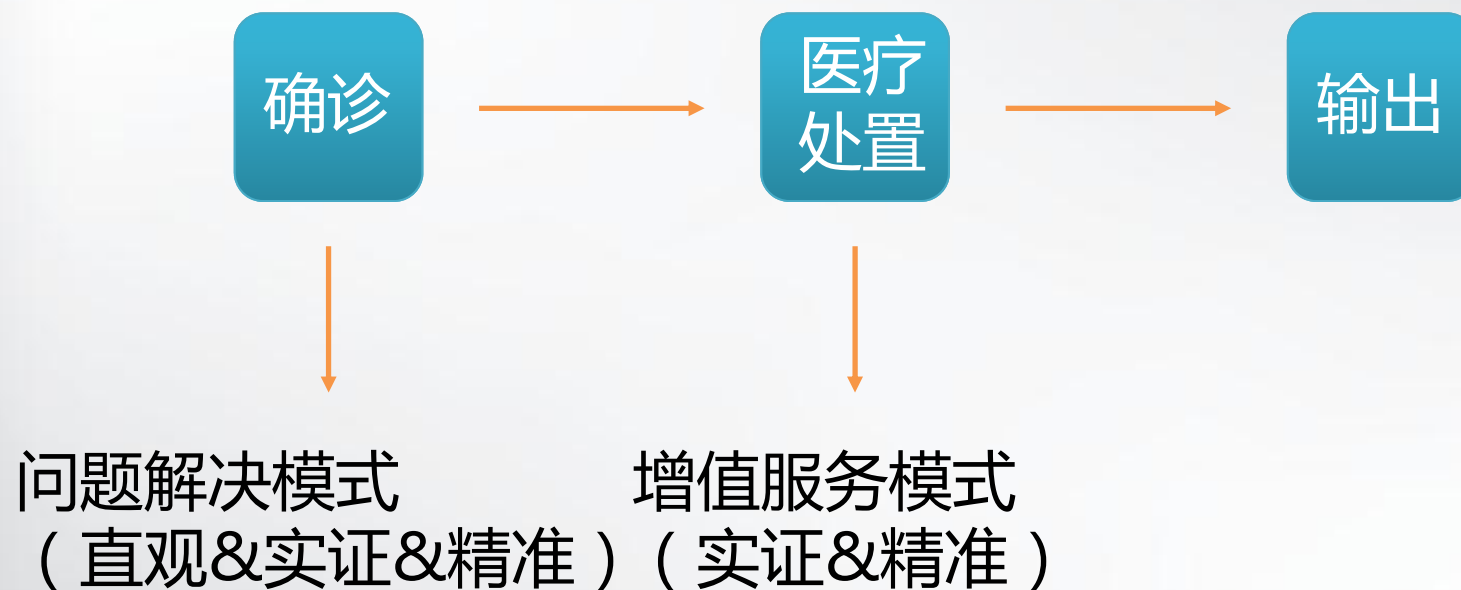 确诊
医疗
处置
输出
问题解决模式
（直观&实证&精准）
增值服务模式
（实证&精准）